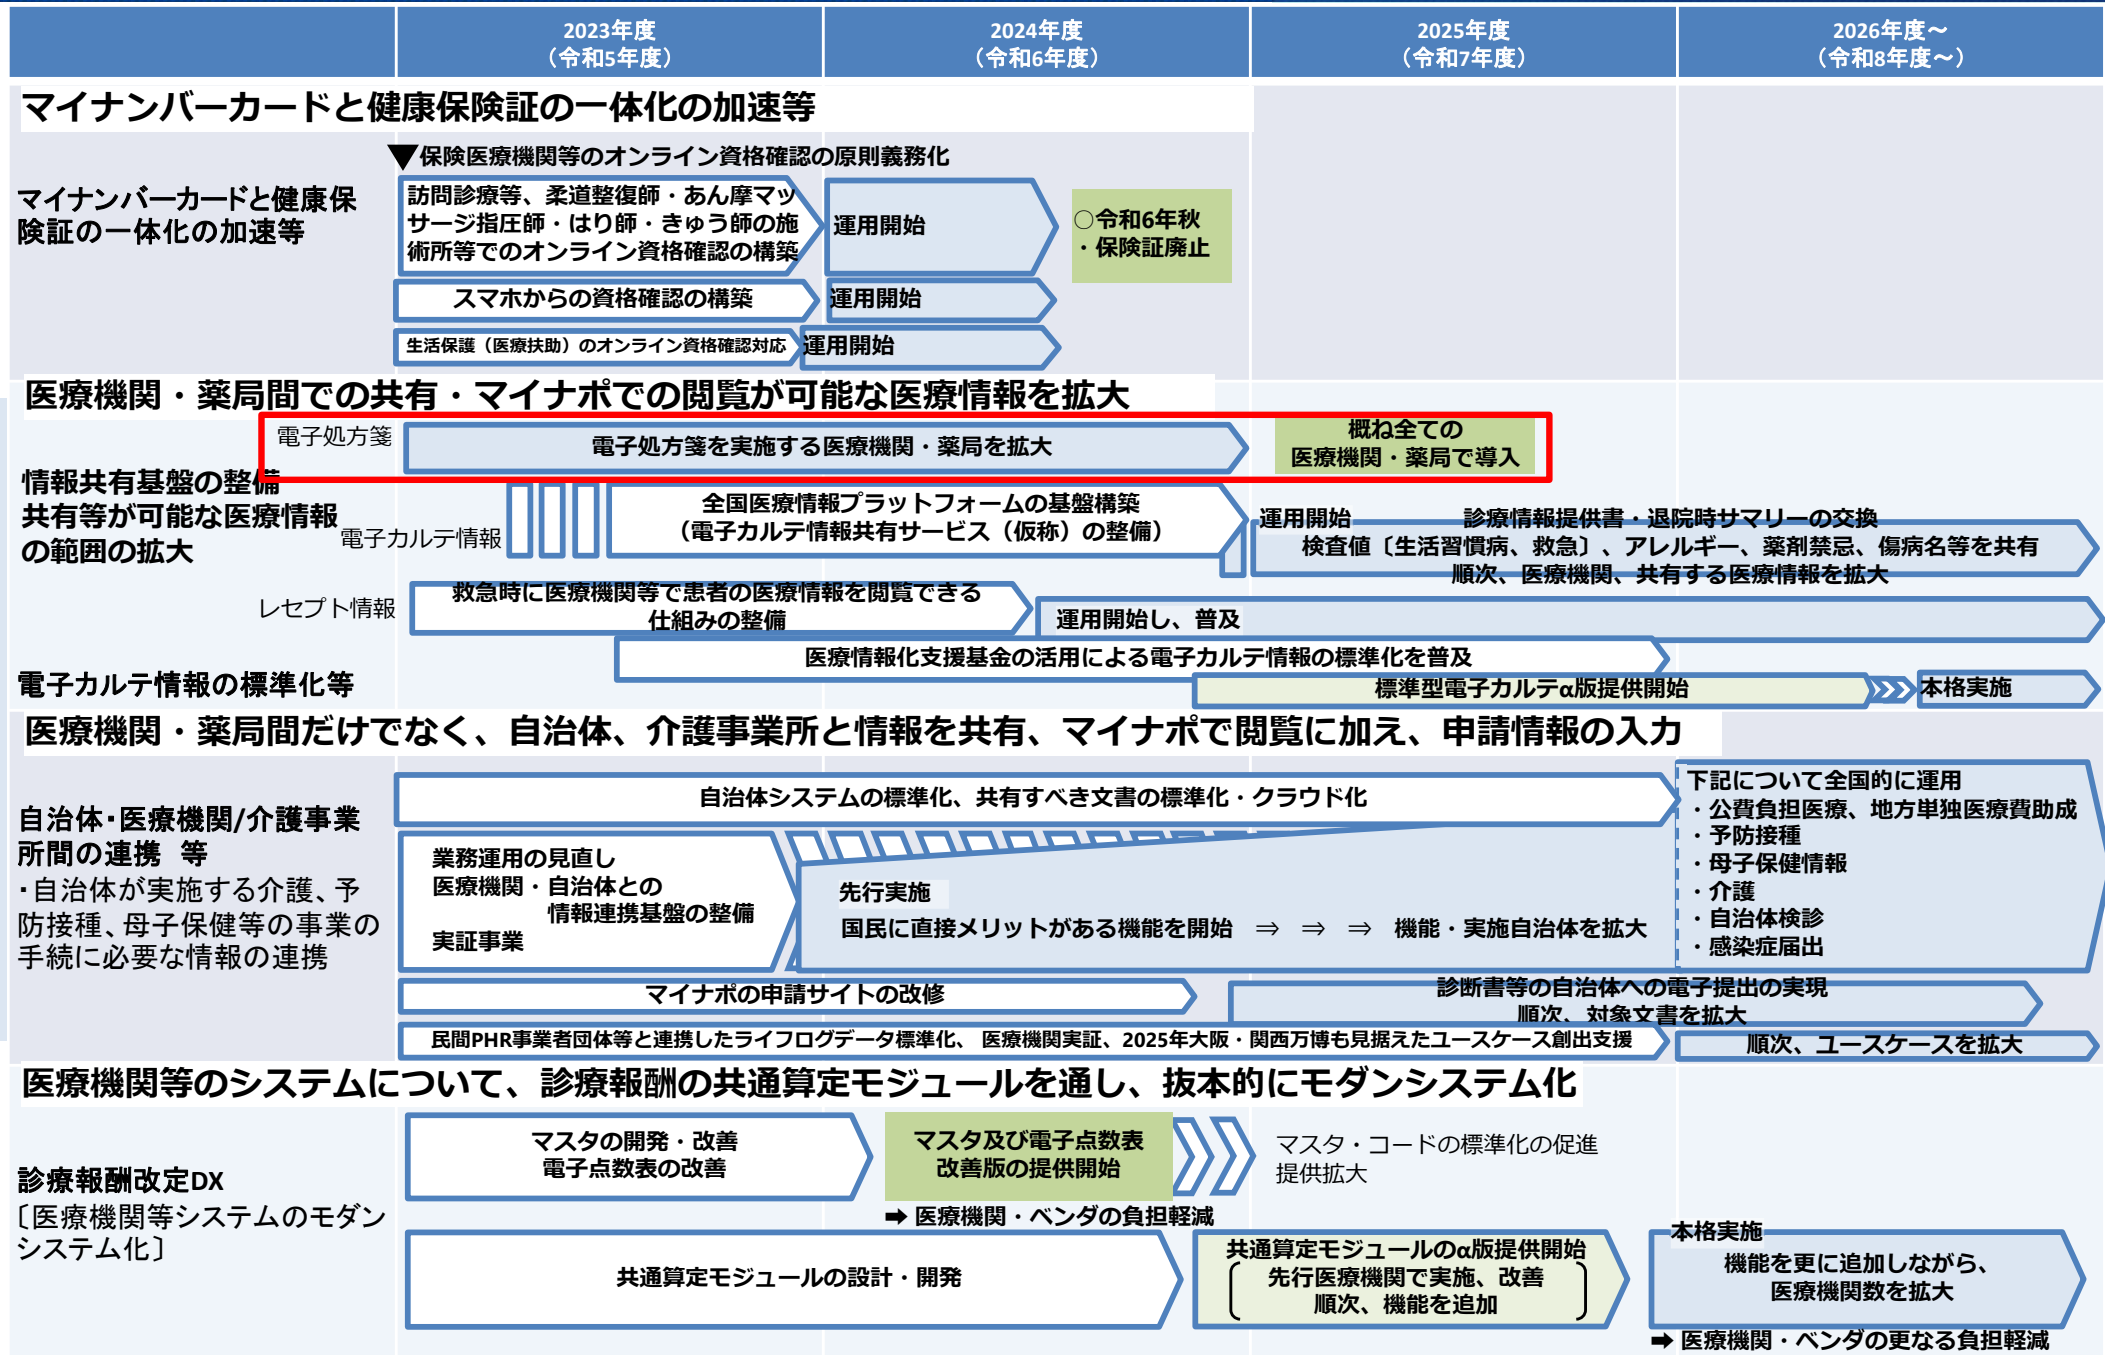 2023年度
（令和5年度）
2024年度
（令和6年度）
2025年度
（令和7年度）
2026年度～
（令和8年度～）
マイナンバーカードと健康保険証の一体化の加速等
▼保険医療機関等のオンライン資格確認の原則義務化
マイナンバーカードと健康保
険証の一体化の加速等
訪問診療等、柔道整復師・あん摩マッ
サージ指圧師・はり師・きゅう師の施
術所等でのオンライン資格確認の構築
運用開始
○令和6年秋
・保険証廃止
スマホからの資格確認の構築
運用開始
生活保護（医療扶助）のオンライン資格確認対応
運用開始
医療機関・薬局間での共有・マイナポでの閲覧が可能な医療情報を拡大
電子処方箋
電子処方箋を実施する医療機関・薬局を拡大
概ね全ての
医療機関・薬局で導入
情報共有基盤の整備
共有等が可能な医療情報
の範囲の拡大
電子カルテ情報
全国医療情報プラットフォームの基盤構築
（電子カルテ情報共有サービス（仮称）の整備）
運用開始
診療情報提供書・退院時サマリーの交換
検査値〔生活習慣病、救急〕、アレルギー、薬剤禁忌、傷病名等を共有
順次、医療機関、共有する医療情報を拡大
レセプト情報
救急時に医療機関等で患者の医療情報を閲覧できる
仕組みの整備
運用開始し、普及
医療情報化支援基金の活用による電子カルテ情報の標準化を普及
電子カルテ情報の標準化等
標準型電子カルテα版提供開始
本格実施
医療機関・薬局間だけでなく、自治体、介護事業所と情報を共有、マイナポで閲覧に加え、申請情報の入力
自治体システムの標準化、共有すべき文書の標準化・クラウド化
下記について全国的に運用
・公費負担医療、地方単独医療費助成
・予防接種
・母子保健情報
・介護
・自治体検診
・感染症届出
自治体・医療機関/介護事業
所間の連携 等
・自治体が実施する介護、予
防接種、母子保健等の事業の
手続に必要な情報の連携
業務運用の見直し
医療機関・自治体との
情報連携基盤の整備
実証事業
先行実施
国民に直接メリットがある機能を開始 ⇒ ⇒ ⇒ 機能・実施自治体を拡大
マイナポの申請サイトの改修
診断書等の自治体への電子提出の実現
順次、対象文書を拡大
民間PHR事業者団体等と連携したライフログデータ標準化、 医療機関実証、2025年大阪・関西万博も見据えたユースケース創出支援
順次、ユースケースを拡大
医療機関等のシステムについて、診療報酬の共通算定モジュールを通し、抜本的にモダンシステム化
マスタの開発・改善
電子点数表の改善
マスタ及び電子点数表
改善版の提供開始
マスタ・コードの標準化の促進
提供拡大
診療報酬改定DX
〔医療機関等システムのモダン
システム化〕
➡ 医療機関・ベンダの負担軽減
共通算定モジュールの設計・開発
共通算定モジュールのα版提供開始
先行医療機関で実施、改善
順次、機能を追加
本格実施
機能を更に追加しながら、
医療機関数を拡大
➡ 医療機関・ベンダの更なる負担軽減